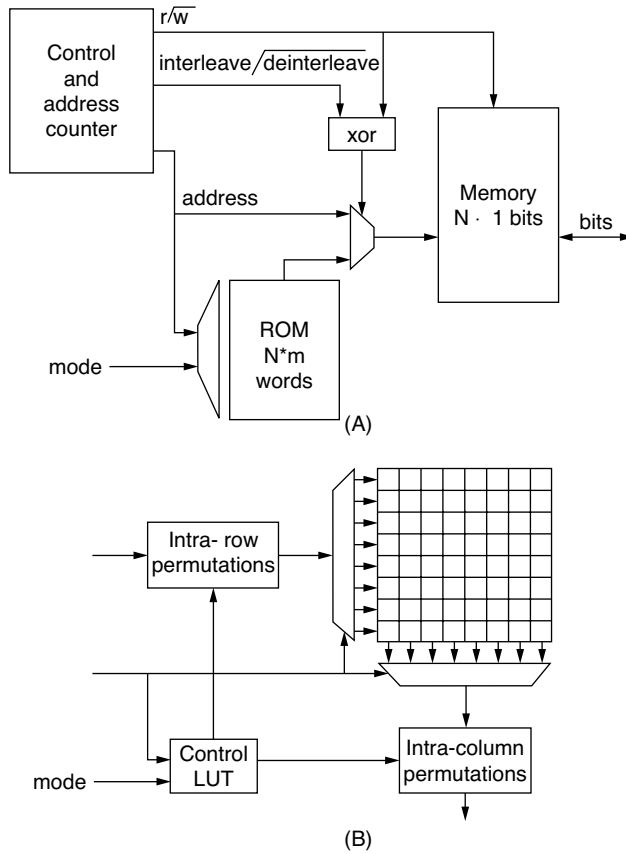 r/w̅
Control
and
address
counter
interleave/d̅e̅i̅n̅t̅e̅r̅l̅e̅a̅v̅e̅
xor
Memory
N · 1 bits
address
bits
ROM
N*m
words
mode
(A)
Intra- row
permutations
Control
LUT
mode
Intra-column
permutations
(B)